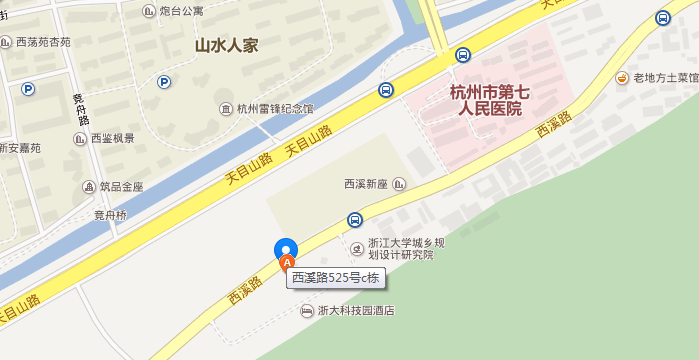 炮台公寓
街
西荡苑杏苑
山水人家
天目山路
老地方土菜馆
竞舟路
杭州雷锋纪念馆
杭州市第七
人民医院
西溪路
西鉴枫景
新安嘉苑
天目山路
天目山路
筑品金座
西溪新座
竞舟桥
浙江大学城乡规
划设计研究院
A
西溪路525号c栋
西溪路
天目山路
浙大科技园酒店